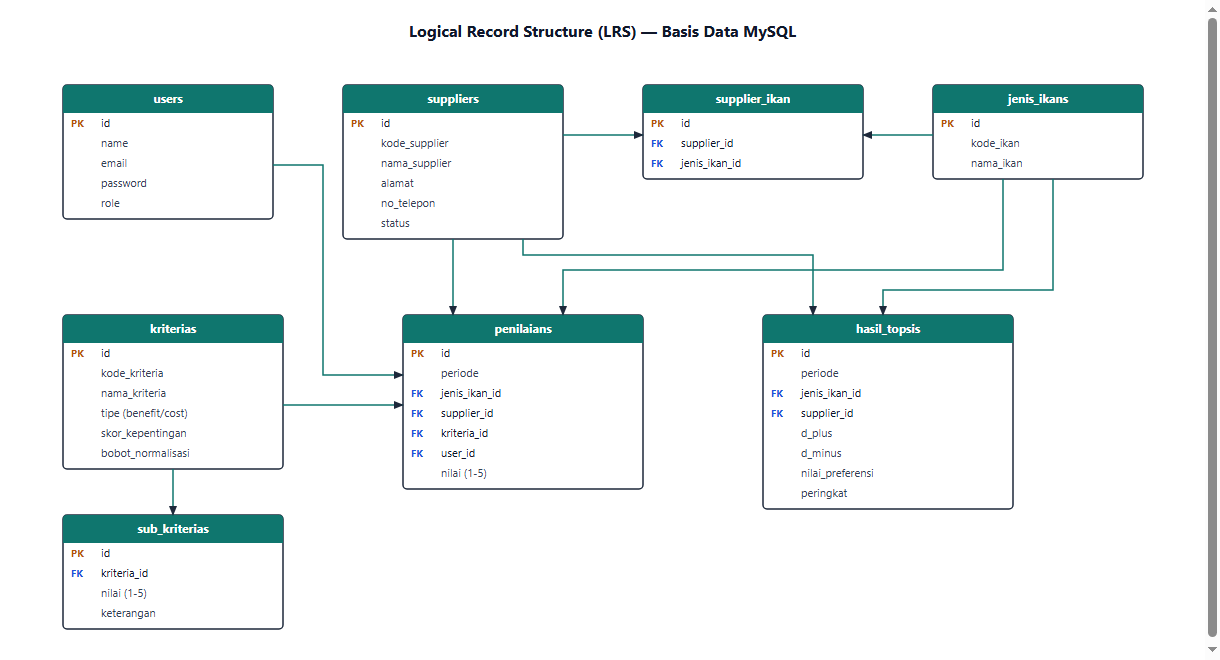 Logical Record Structure (LRS) — Basis Data MySQL
users
PK id
name
email
password
role
suppliers
PK id
kode_supplier
nama_supplier
alamat
no_telepon
status
supplier_ikan
PK id
FK supplier_id
FK jenis_ikan_id
jenis_ikans
PK id
kode_ikan
nama_ikan
kriterias
PK id
kode_kriteria
nama_kriteria
tipe (benefit/cost)
skor_kepentingan
bobot_normalisasi
penilaians
PK id
periode
FK jenis_ikan_id
FK supplier_id
FK kriteria_id
FK user_id
nilai (1-5)
hasil_topsis
PK id
periode
FK jenis_ikan_id
FK supplier_id
d_plus
d_minus
nilai_preferensi
peringkat
sub_kriterias
PK id
FK kriteria_id
nilai (1-5)
keterangan